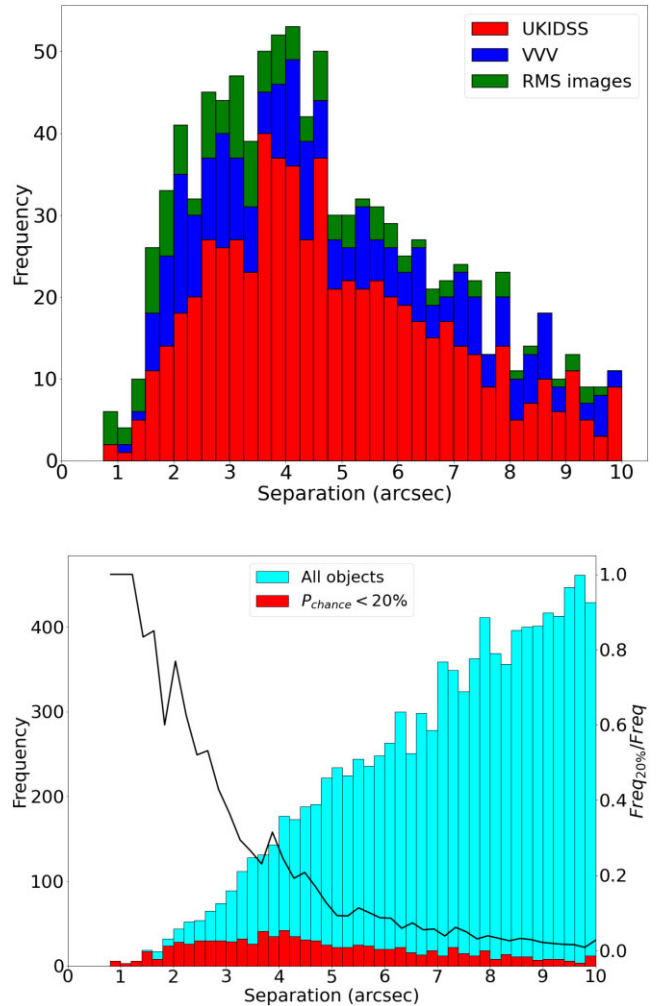 UKIDSS
VVV
RMS images
50
40
30
20
10
0
Frequency
0 1 2 3 4 5 6 7 8 9 10
Separation (arcsec)
All objects
P_chance < 20%
400
300
200
100
0
Frequency
1.0
0.8
0.6
0.4
0.2
0.0
Freq_20%/Freq
0 1 2 3 4 5 6 7 8 9 10
Separation (arcsec)